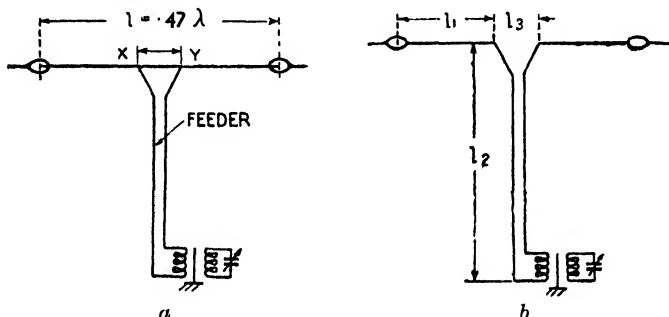 l = ·47 λ
X Y
FEEDER
a
l₁ l₃
l₂
b